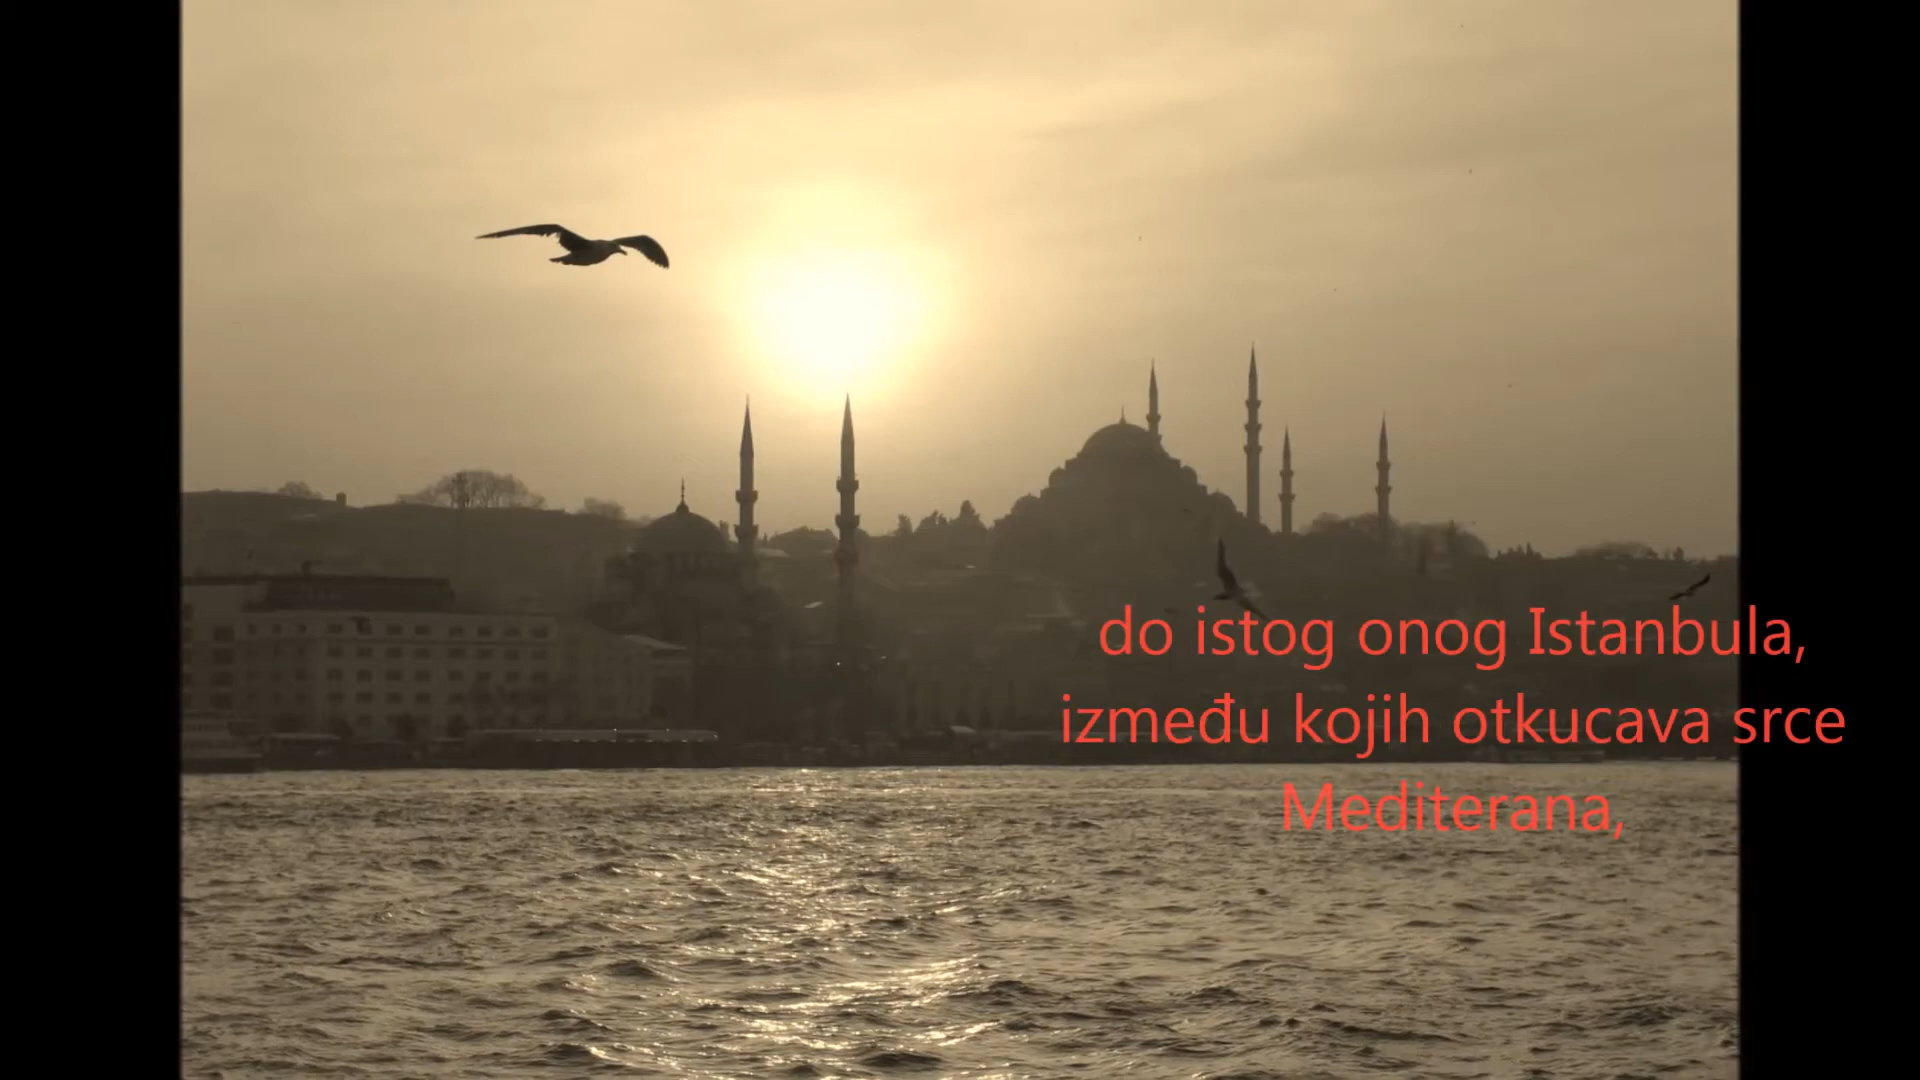 do istog onog Istanbula,
između kojih otkucava srce
Mediterana,